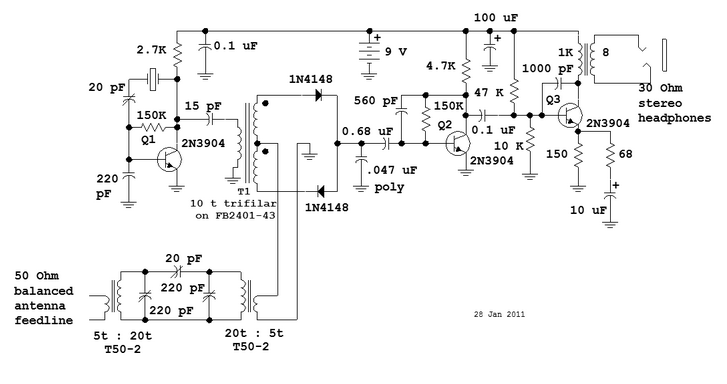 100 uF
2.7K
0.1 uF
+
9 V
+
1K
8
4.7K
1000
pF
20 pF
1N4148
47 K
30 Ohm
stereo
headphones
15 pF
560 pF
150K
Q3
150K
Q1
0.68 uF
Q2
0.1 uF
2N3904
2N3904
10 K
220
pF
.047 uF
poly
2N3904
150
68
T1
10 t trifilar
on FB2401-43
1N4148
+
10 uF
50 Ohm
balanced
antenna
feedline
20 pF
220 pF
220 pF
5t : 20t
T50-2
20t : 5t
T50-2
28 Jan 2011